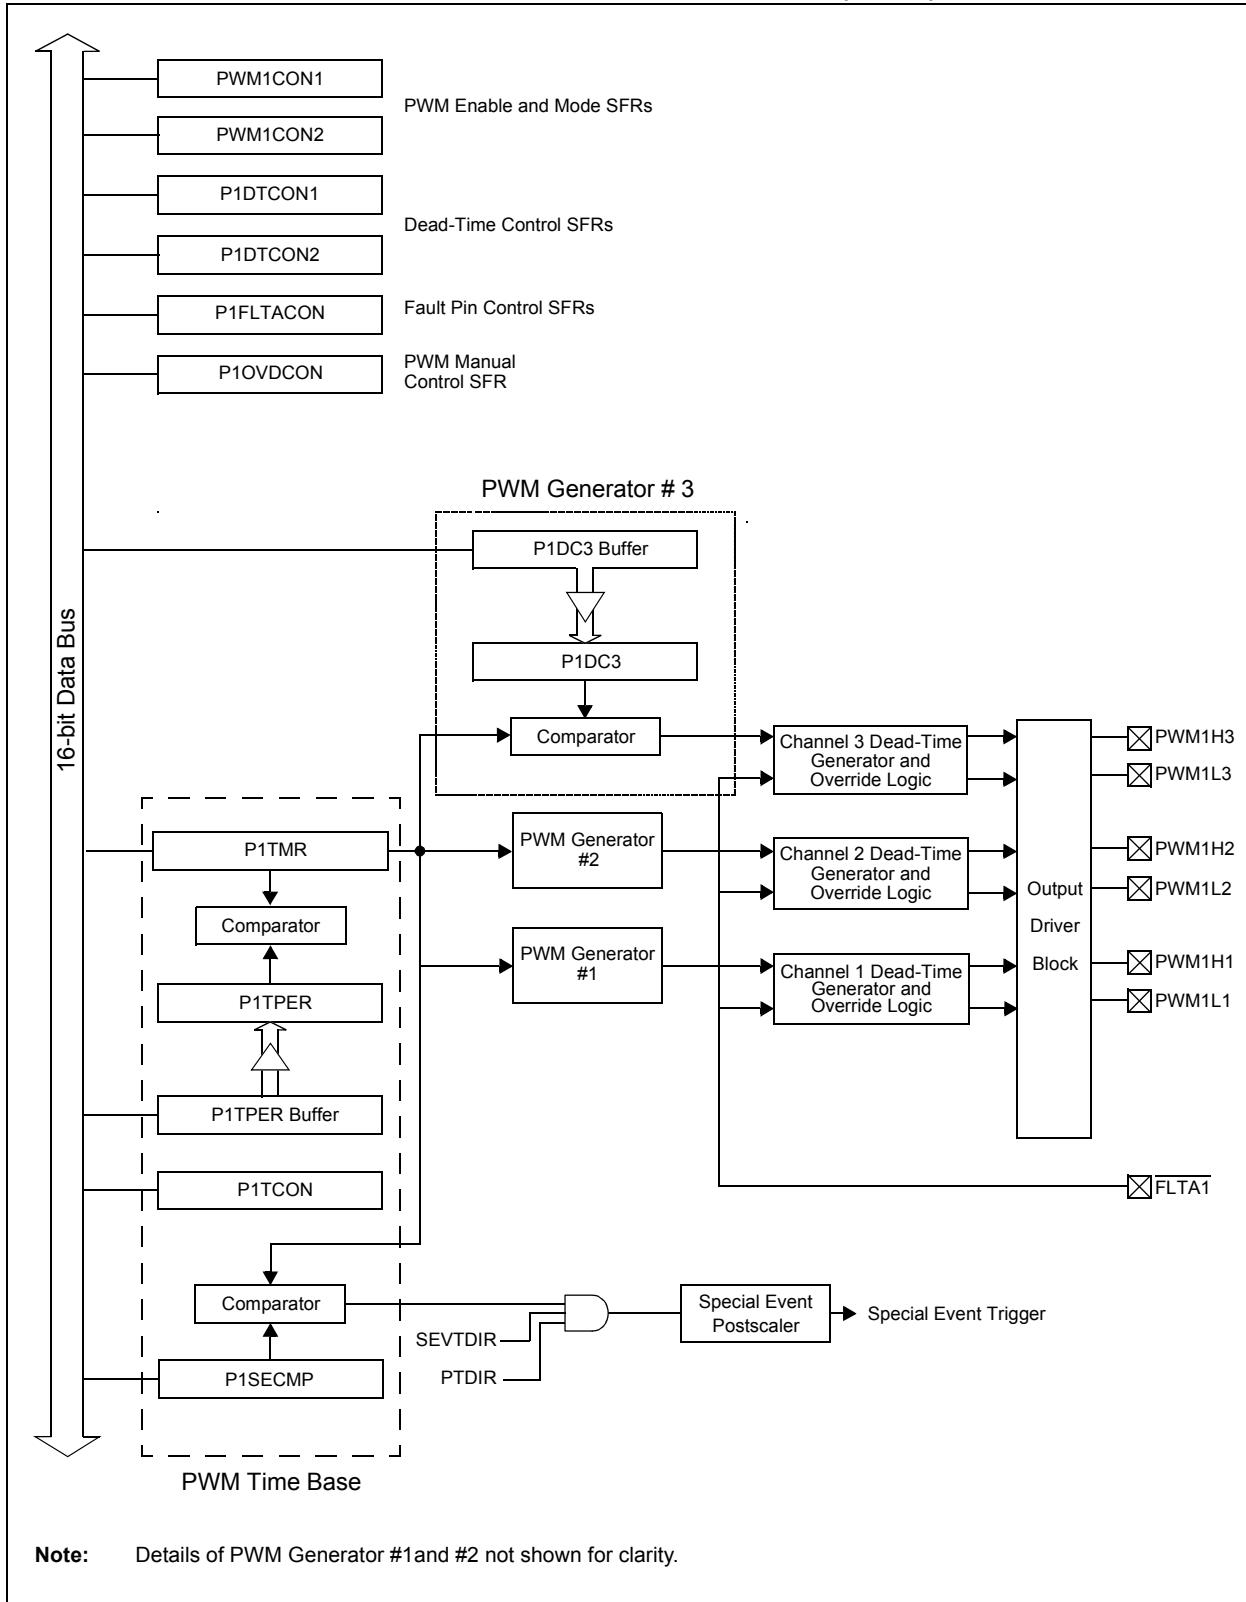 PWM1CON1
PWM Enable and Mode SFRs
PWM1CON2
P1DTCON1
Dead-Time Control SFRs
P1DTCON2
P1FLTACON
Fault Pin Control SFRs
P1OVDCON
PWM Manual
Control SFR
16-bit Data Bus
PWM Generator # 3
P1DC3 Buffer
P1DC3
Comparator
Channel 3 Dead-Time
Generator and
Override Logic
PWM1H3
PWM1L3
P1TMR
Comparator
P1TPER
P1TPER Buffer
P1TCON
Comparator
P1SECMP
PWM Time Base
PWM Generator
#2
Channel 2 Dead-Time
Generator and
Override Logic
PWM1H2
PWM1L2
PWM Generator
#1
Channel 1 Dead-Time
Generator and
Override Logic
Output
Driver
Block
PWM1H1
PWM1L1
FLTA1
SEVTDIR
PTDIR
Special Event
Postscaler
Special Event Trigger
Note: Details of PWM Generator #1and #2 not shown for clarity.